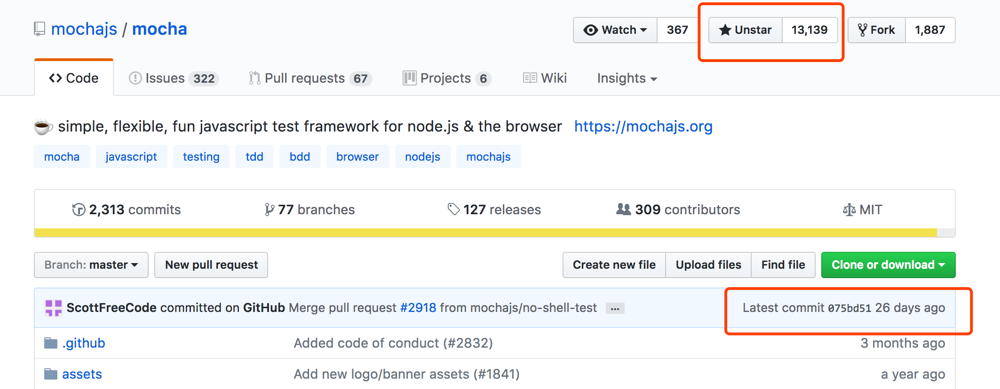 mochajs / mocha
Watch 367 Unstar 13,139 Fork 1,887
Code Issues 322 Pull requests 67 Projects 6 Wiki Insights
simple, flexible, fun javascript test framework for node.js & the browser https://mochajs.org
mocha javascript testing tdd bdd browser nodejs mochajs
2,313 commits 77 branches 127 releases 309 contributors MIT
Branch: master New pull request Create new file Upload files Find file Clone or download
ScottFreeCode committed on GitHub Merge pull request #2918 from mochajs/no-shell-test ... Latest commit 075bd51 26 days ago
.github Added code of conduct (#2832) 3 months ago
assets Add new logo/banner assets (#1841) a year ago